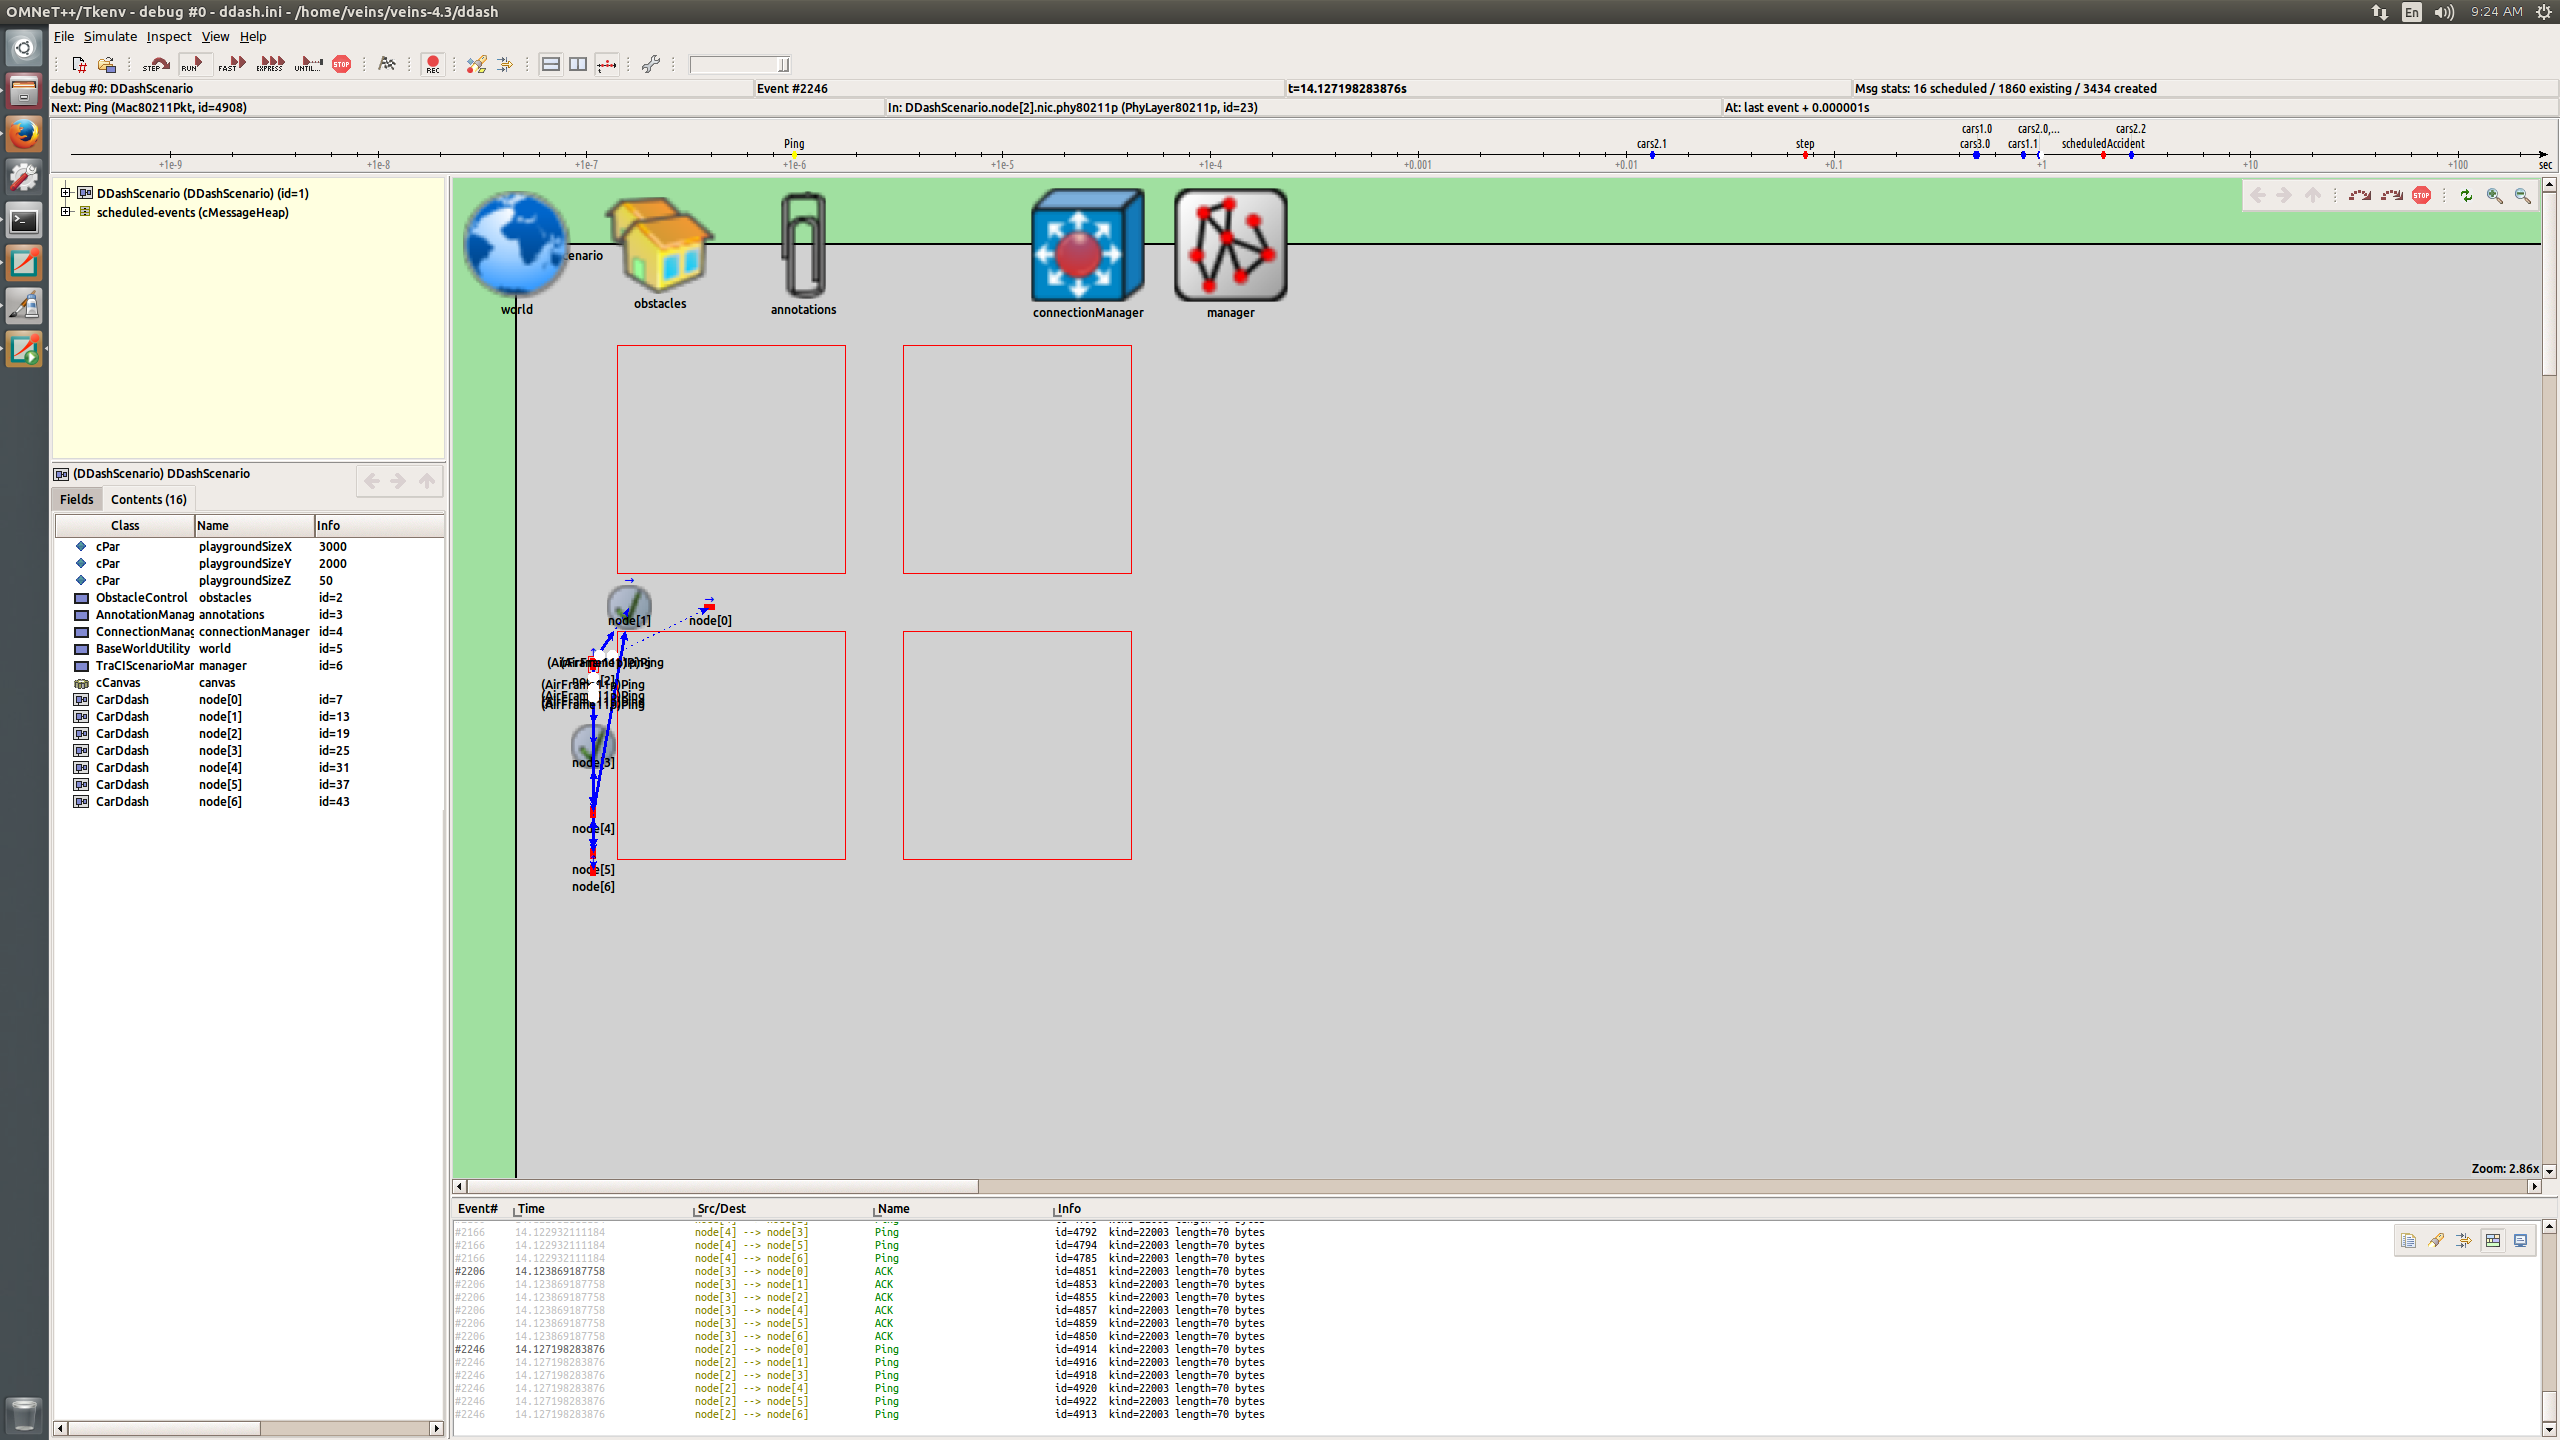 OMNeT++/Tkenv - debug #0 - ddash.ini - /home/veins/veins-4.3/ddash
En
9:24 AM
File Simulate Inspect View Help
STEP RUN FAST EXPRESS UNTIL... STOP REC
debug #0: DDashScenario
Event #2246
t=14.127198283876s
Msg stats: 16 scheduled / 1860 existing / 3434 created
Next: Ping (Mac80211Pkt, id=4908)
In: DDashScenario.node[2].nic.phy80211p (PhyLayer80211p, id=23)
At: last event + 0.000001s
cars1.0 cars2.0,... cars2.2
Ping cars2.1 step cars3.0 cars1.1 scheduledAccident
+1e-9 +1e-8 +1e-7 +1e-6 +1e-5 +1e-4 +0.001 +0.01 +0.1 +1 +10 +100 sec
DDashScenario (DDashScenario) (id=1)
scheduled-events (cMessageHeap)
(DDashScenario) DDashScenario
Fields Contents (16)
Class Name Info
cPar playgroundSizeX 3000
cPar playgroundSizeY 2000
cPar playgroundSizeZ 50
ObstacleControl obstacles id=2
AnnotationManag annotations id=3
ConnectionManag connectionManager id=4
BaseWorldUtility world id=5
TraCIScenarioMar manager id=6
cCanvas canvas
CarDdash node[0] id=7
CarDdash node[1] id=13
CarDdash node[2] id=19
CarDdash node[3] id=25
CarDdash node[4] id=31
CarDdash node[5] id=37
CarDdash node[6] id=43
STOP
enario
world
obstacles
annotations
connectionManager
manager
node[1]
node[0]
node[3]
node[4]
node[5]
node[6]
Zoom: 2.86x
Event# Time Src/Dest Name Info
#2166 14.122932111184 node[4] --> node[3] Ping id=4792 kind=22003 length=70 bytes
#2166 14.122932111184 node[4] --> node[5] Ping id=4794 kind=22003 length=70 bytes
#2166 14.122932111184 node[4] --> node[6] Ping id=4785 kind=22003 length=70 bytes
#2206 14.123869187758 node[3] --> node[0] ACK id=4851 kind=22003 length=70 bytes
#2206 14.123869187758 node[3] --> node[1] ACK id=4853 kind=22003 length=70 bytes
#2206 14.123869187758 node[3] --> node[2] ACK id=4855 kind=22003 length=70 bytes
#2206 14.123869187758 node[3] --> node[4] ACK id=4857 kind=22003 length=70 bytes
#2206 14.123869187758 node[3] --> node[5] ACK id=4859 kind=22003 length=70 bytes
#2206 14.123869187758 node[3] --> node[6] ACK id=4850 kind=22003 length=70 bytes
#2246 14.127198283876 node[2] --> node[0] Ping id=4914 kind=22003 length=70 bytes
#2246 14.127198283876 node[2] --> node[1] Ping id=4916 kind=22003 length=70 bytes
#2246 14.127198283876 node[2] --> node[3] Ping id=4918 kind=22003 length=70 bytes
#2246 14.127198283876 node[2] --> node[4] Ping id=4920 kind=22003 length=70 bytes
#2246 14.127198283876 node[2] --> node[5] Ping id=4922 kind=22003 length=70 bytes
#2246 14.127198283876 node[2] --> node[6] Ping id=4913 kind=22003 length=70 bytes